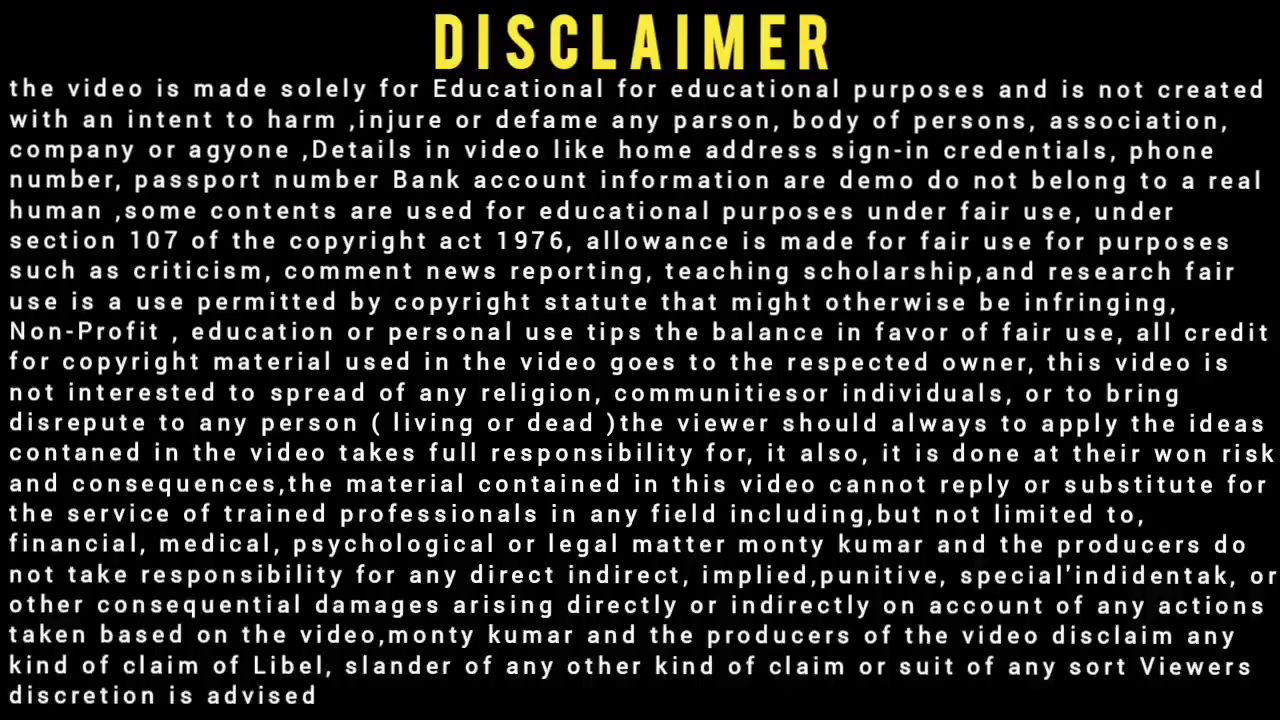 DISCLAIMER
the video is made solely for Educational for educational purposes and is not created
with an intent to harm ,injure or defame any parson, body of persons, association,
company or agyone ,Details in video like home address sign-in credentials, phone
number, passport number Bank account information are demo do not belong to a real
human ,some contents are used for educational purposes under fair use, under
section 107 of the copyright act 1976, allowance is made for fair use for purposes
such as criticism, comment news reporting, teaching scholarship,and research fair
use is a use permitted by copyright statute that might otherwise be infringing,
Non-Profit , education or personal use tips the balance in favor of fair use, all credit
for copyright material used in the video goes to the respected owner, this video is
not interested to spread of any religion, communitiesor individuals, or to bring
disrepute to any person ( living or dead )the viewer should always to apply the ideas
contaned in the video takes full responsibility for, it also, it is done at their won risk
and consequences,the material contained in this video cannot reply or substitute for
the service of trained professionals in any field including,but not limited to,
financial, medical, psychological or legal matter monty kumar and the producers do
not take responsibility for any direct indirect, implied,punitive, special'indidentak, or
other consequential damages arising directly or indirectly on account of any actions
taken based on the video,monty kumar and the producers of the video disclaim any
kind of claim of Libel, slander of any other kind of claim or suit of any sort Viewers
discretion is advised